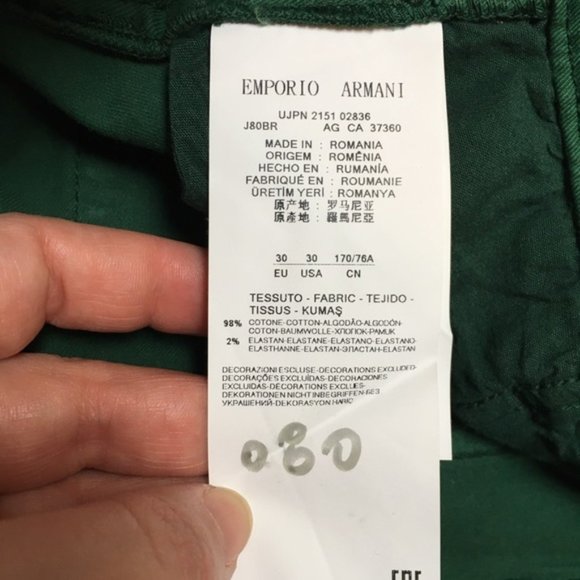 EMPORIO ARMANI
UJPN 2151 02836
J80BR AG CA 37360
MADE IN : ROMANIA
ORIGEM : ROMÊNIA
HECHO EN : RUMANÍA
FABRIQUÉ EN : ROUMANIE
ÜRETİM YERİ : ROMANYA
原产地 : 罗马尼亚
原產地 : 羅馬尼亞
30 30 170/76A
EU USA CN
TESSUTO - FABRIC - TEJIDO -
TISSUS - KUMAŞ
98% COTONE-COTTON-ALGODÃO-ALGODÓN-
COTON-BAUMWOLLE-ХЛОПОК-PAMUK
2% ELASTAN-ELASTANE-ELASTANO-ELASTANO-
ELASTHANNE-ELASTAN-ЭЛАСТАН-ELASTAN
DECORAZIONI ESCLUSE-DECORATIONS EXCLUDED-
DECORAÇÕES EXCLUÍDAS-DECORACIONES
EXCLUIDAS-DÉCORATIONS EXCLUES-
DEKORATIONEN NICHT INBEGRIFFEN-БЕЗ
УКРАШЕНИЙ-DEKORASYON HARİÇ
080